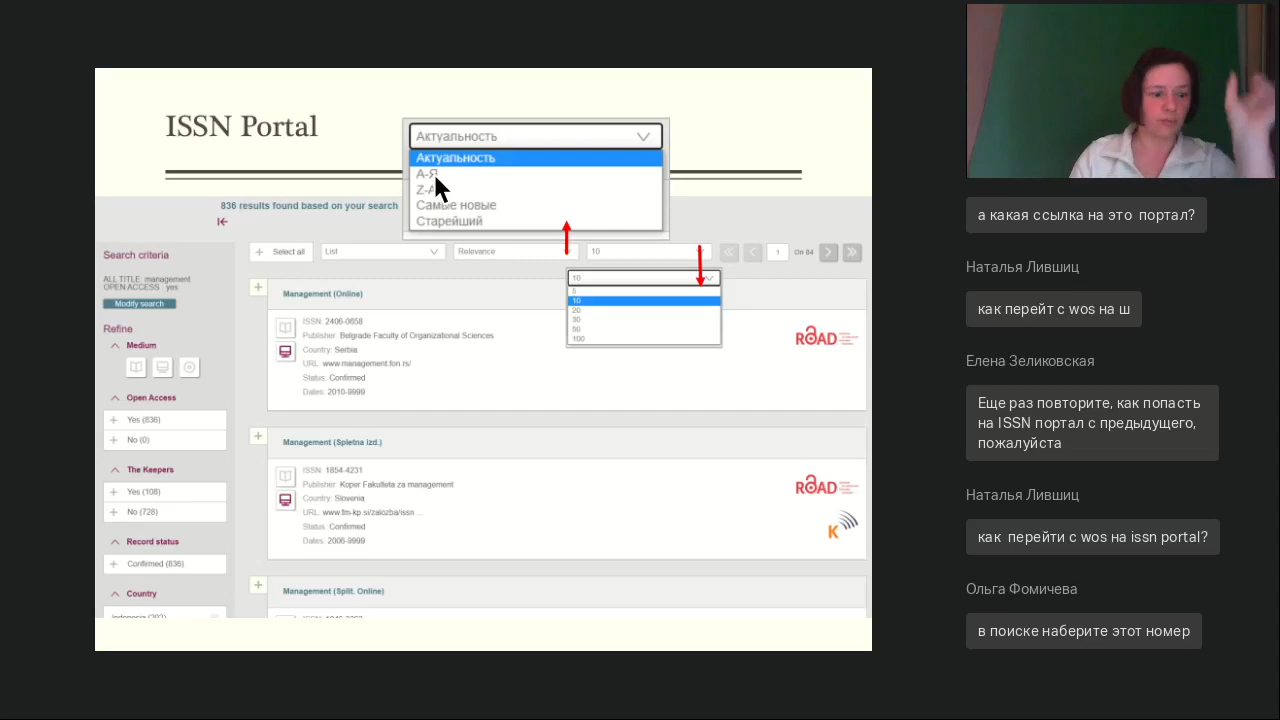 ISSN Portal
Актуальность
Актуальность
А-Я
Z-A
Самые новые
Старейший
836 results found based on your search
Select all
List
Relevance
10
1
On 84
10
5
10
20
30
50
100
Search criteria
ALL TITLE: management
OPEN ACCESS : yes
Modify search
Refine
Medium
Open Access
Yes (836)
No (0)
The Keepers
Yes (108)
No (728)
Record status
Confirmed (836)
Country
Management (Online)
ISSN: 2406-0658
Publisher: Belgrade Faculty of Organizational Sciences
Country: Serbia
URL: www.management.fon.rs/
Status: Confirmed
Dates: 2010-9999
ROAD
Management (Spletna izd.)
ISSN: 1854-4231
Publisher: Koper Fakulteta za management
Country: Slovenia
URL: www.fm-kp.si/zalozba/issn ...
Status: Confirmed
Dates: 2006-9999
ROAD
K
Management (Split. Online)
а какая ссылка на это портал?
Наталья Лившиц
как перейт с wos на ш
Елена Зеликовская
Еще раз повторите, как попасть
на ISSN портал с предыдущего,
пожалуйста
Наталья Лившиц
как перейти с wos на issn portal?
Ольга Фомичева
в поиске наберите этот номер